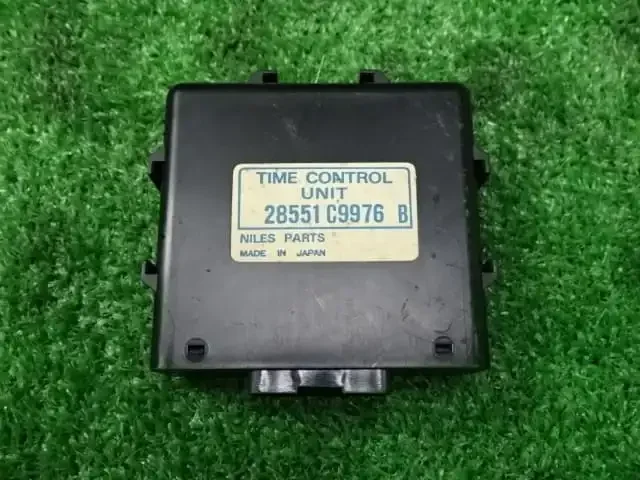 TIME CONTROL
UNIT
28551 C9976 B
NILES PARTS
MADE IN JAPAN